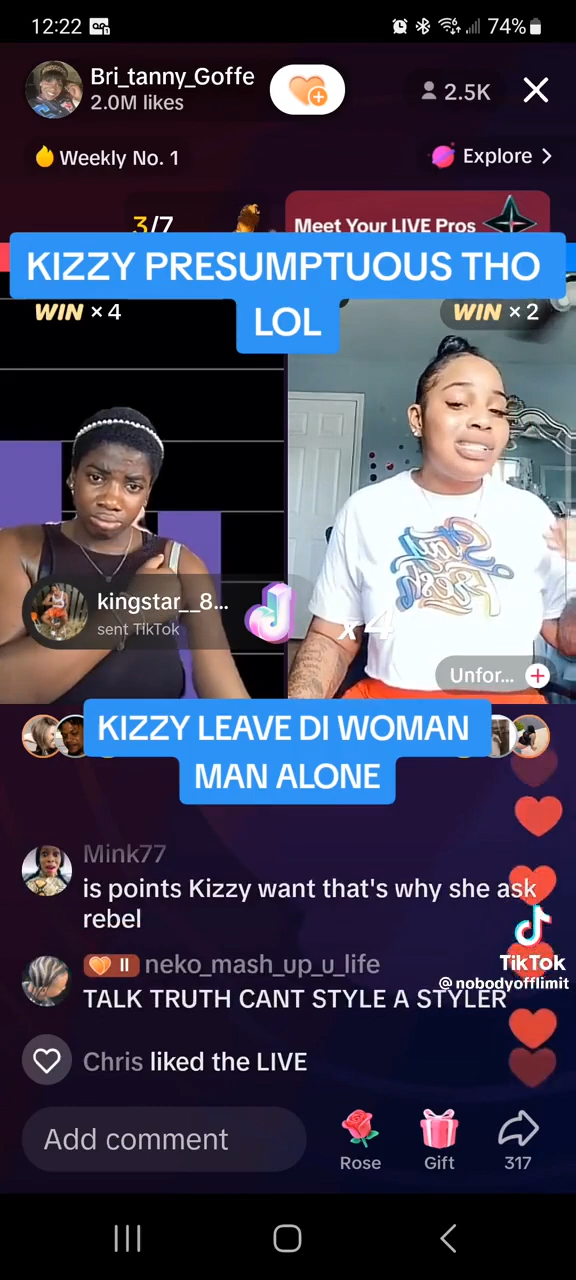 12:22
74%
Bri_tanny_Goffe
2.0M likes
2.5K
Weekly No. 1
Explore >
3/7
Meet Your LIVE Pros
KIZZY PRESUMPTUOUS THO
LOL
WIN × 4
WIN × 2
Stay
Fresh
kingstar__8...
sent TikTok
x4
Unfor...
KIZZY LEAVE DI WOMAN
MAN ALONE
Mink77
is points Kizzy want that's why she ask
rebel
neko_mash_up_u_life
TALK TRUTH CANT STYLE A STYLER
TikTok
@nobodyofflimit
Chris liked the LIVE
Add comment
Rose
Gift
317